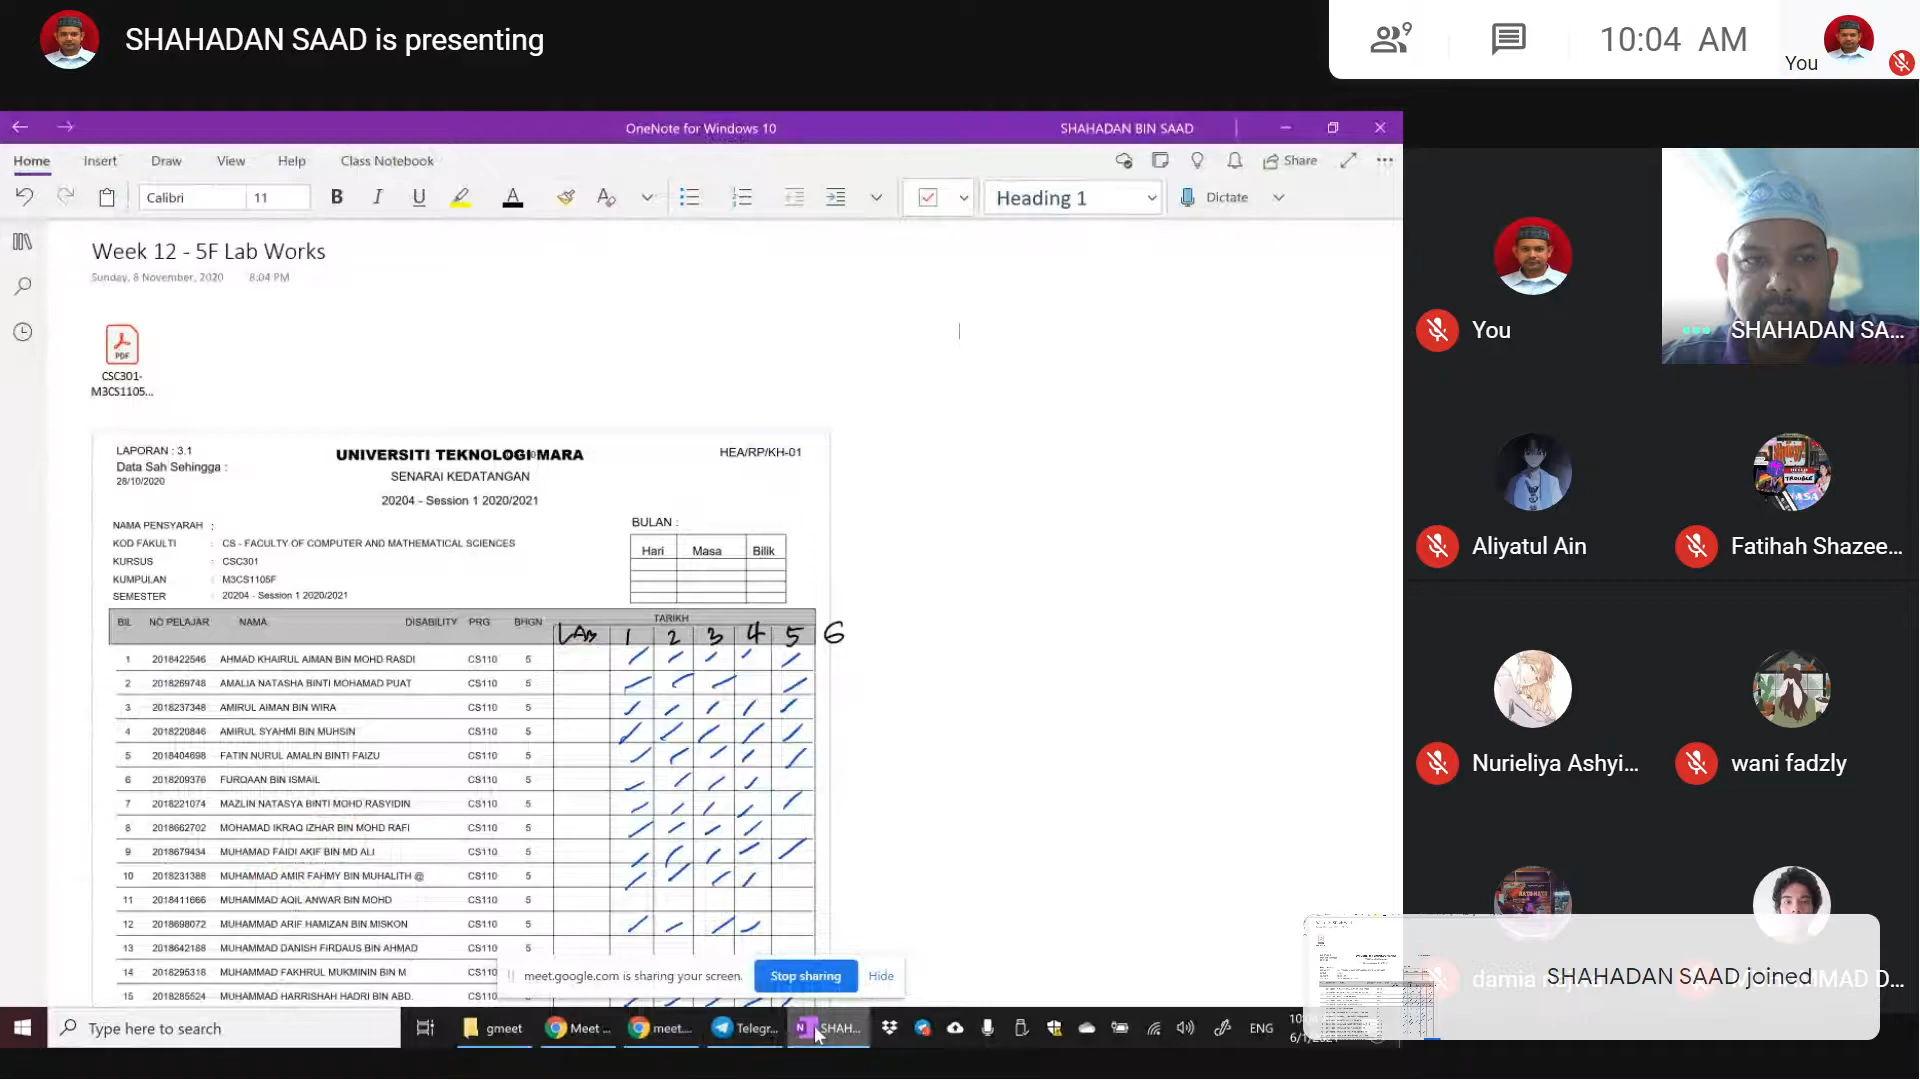 SHAHADAN SAAD is presenting
9
10:04 AM
You
OneNote for Windows 10
SHAHADAN BIN SAAD
Home Insert Draw View Help Class Notebook
Share
Calibri 11 B I U A Heading 1 Dictate
Week 12 - 5F Lab Works
Sunday, 8 November, 2020 8:04 PM
PDF
CSC301-
M3CS1105...
LAPORAN : 3.1
Data Sah Sehingga :
28/10/2020
UNIVERSITI TEKNOLOGI MARA
SENARAI KEDATANGAN
20204 - Session 1 2020/2021
HEA/RP/KH-01
NAMA PENSYARAH :
KOD FAKULTI : CS - FACULTY OF COMPUTER AND MATHEMATICAL SCIENCES
KURSUS : CSC301
KUMPULAN : M3CS1105F
SEMESTER : 20204 - Session 1 2020/2021
BULAN :
Hari Masa Bilik
BIL NO PELAJAR NAMA DISABILITY PRG BHGN TARIKH
LAB 1 2 3 4 5 6
1 2018422546 AHMAD KHAIRUL AIMAN BIN MOHD RASDI CS110 5
2 2018269748 AMALIA NATASHA BINTI MOHAMAD PUAT CS110 5
3 2018237348 AMIRUL AIMAN BIN WIRA CS110 5
4 2018220846 AMIRUL SYAHMI BIN MUHSIN CS110 5
5 2018404698 FATIN NURUL AMALIN BINTI FAIZU CS110 5
6 2018209376 FURQAAN BIN ISMAIL CS110 5
7 2018221074 MAZLIN NATASYA BINTI MOHD RASYIDIN CS110 5
8 2018662702 MOHAMAD IKRAQ IZHAR BIN MOHD RAFI CS110 5
9 2018679434 MUHAMAD FAIDI AKIF BIN MD ALI CS110 5
10 2018231388 MUHAMMAD AMIR FAHMY BIN MUHALITH @ CS110 5
11 2018411666 MUHAMMAD AQIL ANWAR BIN MOHD CS110 5
12 2018698072 MUHAMMAD ARIF HAMIZAN BIN MISKON CS110 5
13 2018642188 MUHAMMAD DANISH FIRDAUS BIN AHMAD CS110 5
14 2018295318 MUHAMMAD FAKHRUL MUKMININ BIN M CS110
15 2018285524 MUHAMMAD HARRISHAH HADRI BIN ABD. CS110
meet.google.com is sharing your screen. Stop sharing Hide
Type here to search
gmeet Meet ... meet.... Telegr... SHAH... ENG
You
SHAHADAN SA...
Aliyatul Ain
Fatihah Shazee...
TROUBLE
Nurieliya Ashyi...
wani fadzly
damia
SHAHADAN SAAD joined
D...